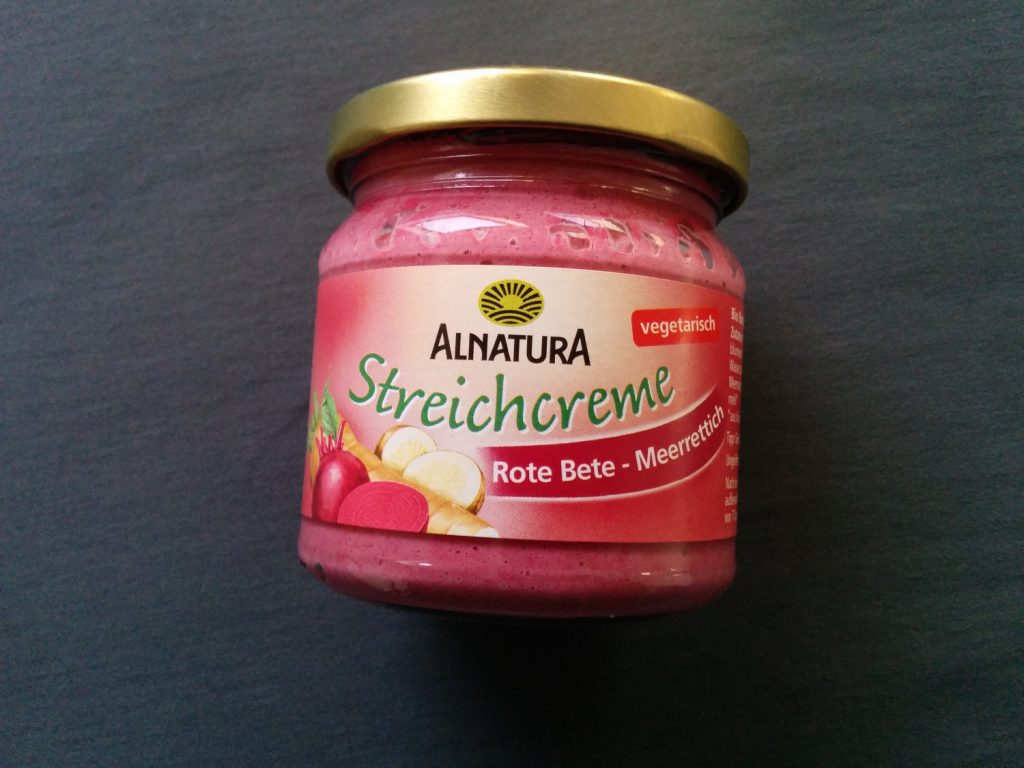 ALNATURA
vegetarisch
Streichcreme
Rote Bete - Meerrettich